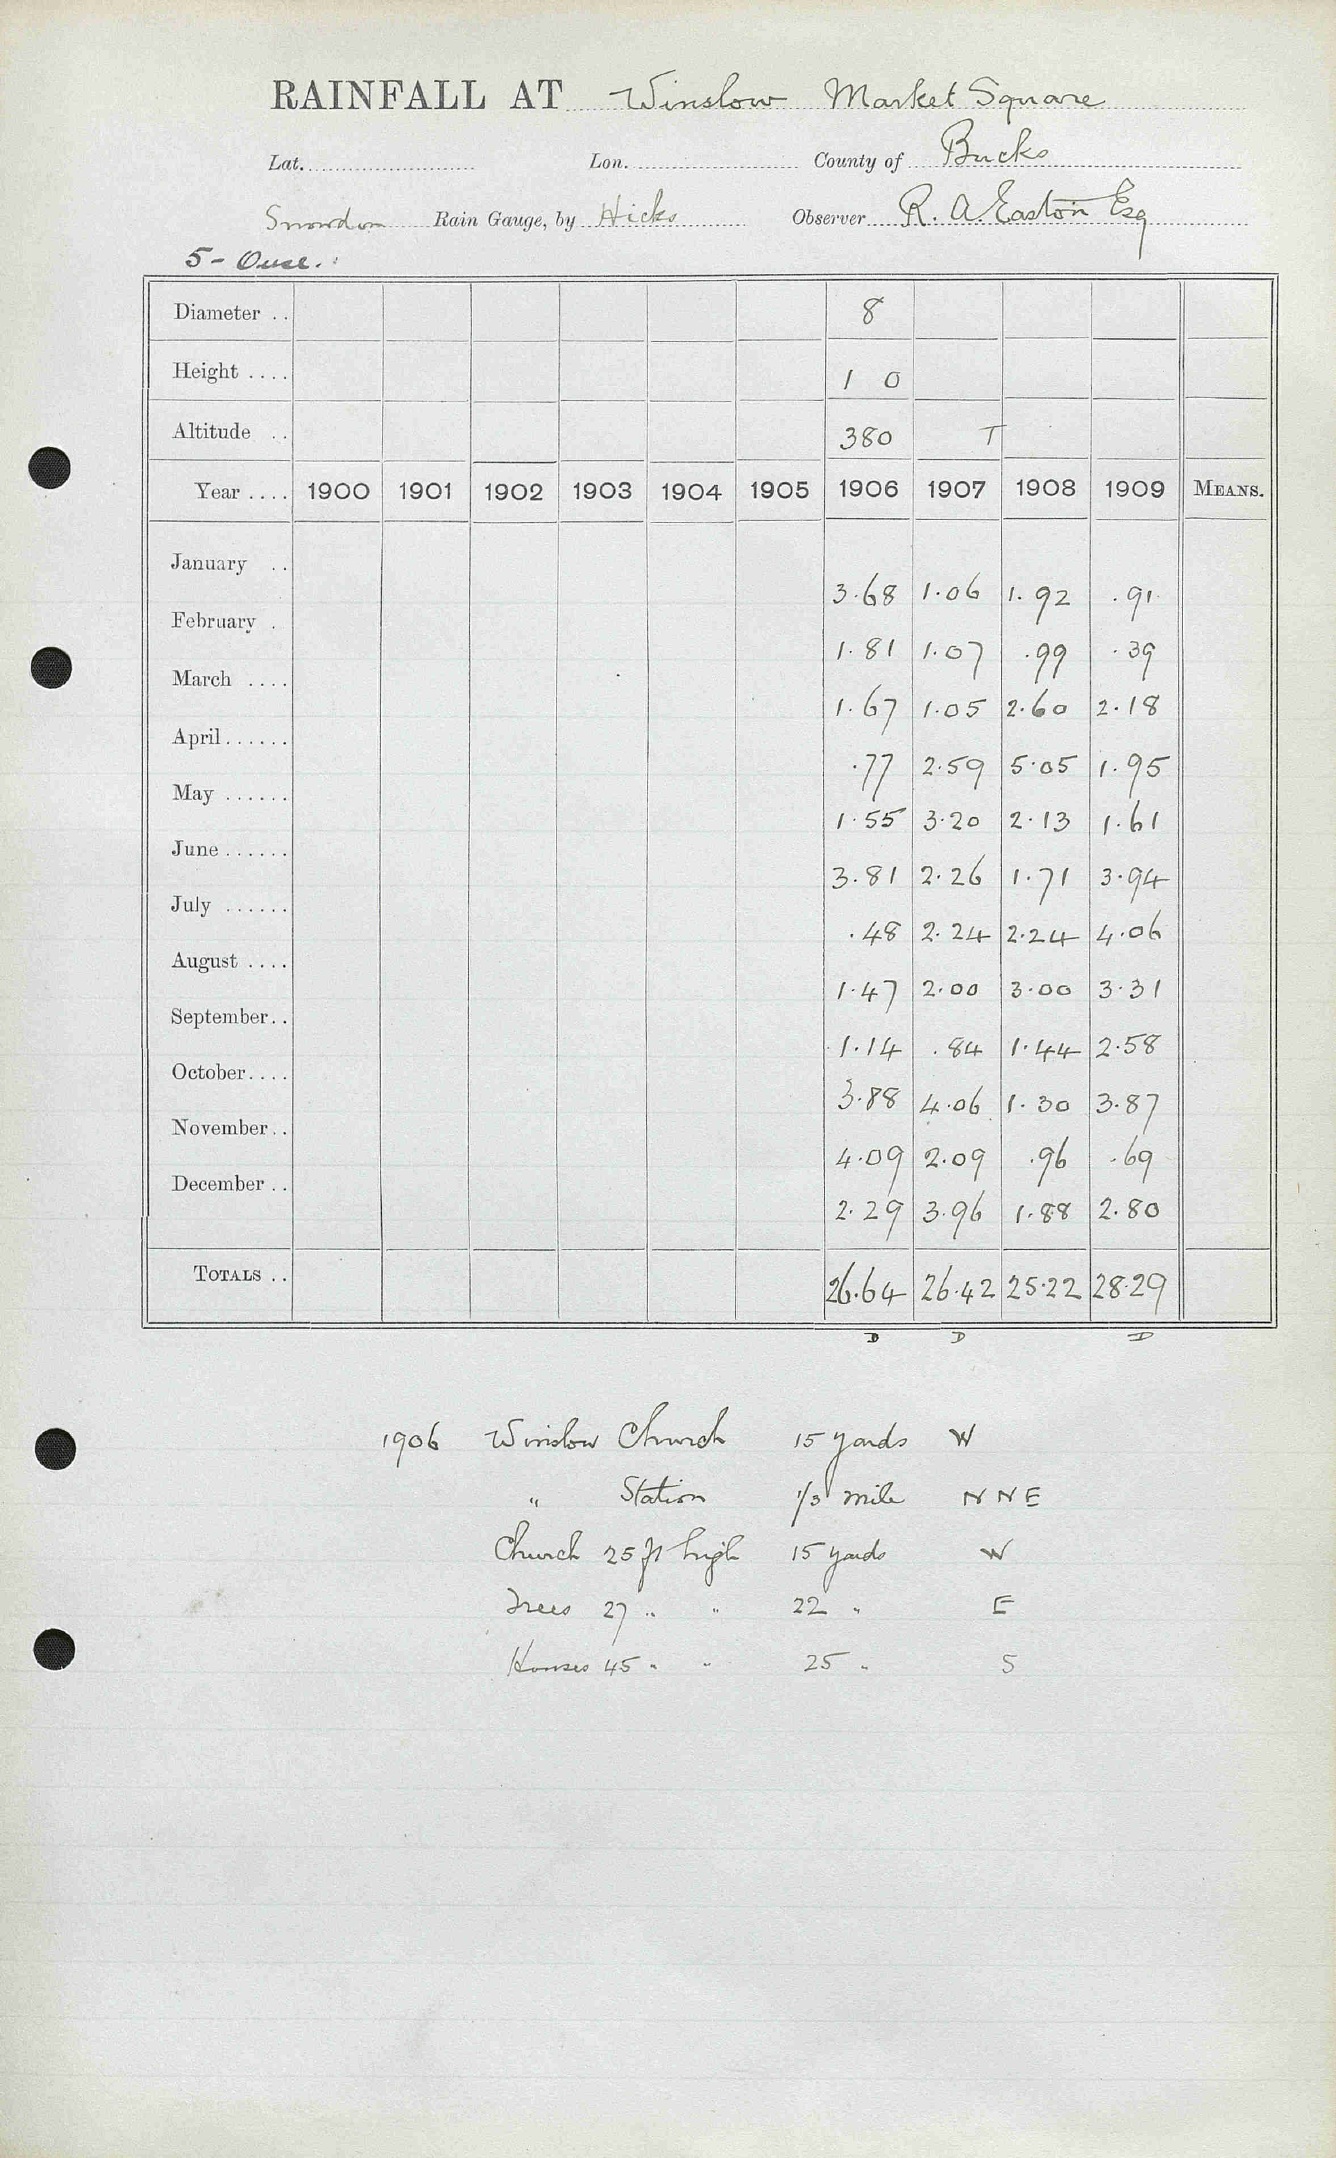 RAINFALL AT Winslow Market Square
Lat. Lon. County of Bucks
Snowdon Rain Gauge, by Hicks Observer R. A. Easton Esq
5 - Ouse.
Diameter .. 8
Height .... 1 0
Altitude .. 380 T
Year .... 1900 1901 1902 1903 1904 1905 1906 1907 1908 1909 MEANS.
January .. 3.68 1.06 1.92 .91
February . 1.81 1.07 .99 .39
March .... 1.67 1.05 2.60 2.18
April...... .77 2.59 5.05 1.95
May ...... 1.55 3.20 2.13 1.61
June ...... 3.81 2.26 1.71 3.94
July ...... .48 2.24 2.24 4.06
August .... 1.47 2.00 3.00 3.31
September.. 1.14 .84 1.44 2.58
October.... 3.88 4.06 1.30 3.87
November.. 4.09 2.09 .96 .69
December .. 2.29 3.96 1.88 2.80
TOTALS .. 26.64 26.42 25.22 28.29
D D D
1906 Winslow Church 15 yards W
" Station 1/3 mile N N E
Church 25 ft high 15 yards W
Trees 27 " " 22 " E
Houses 45 " " 25 " S